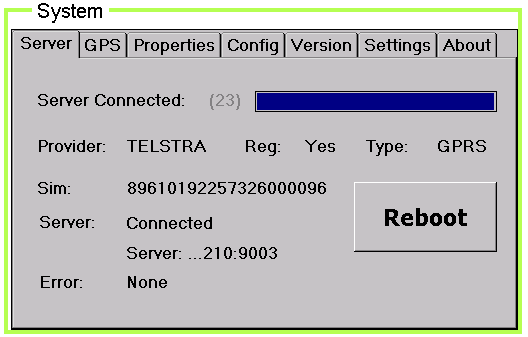 System
Server GPS Properties Config Version Settings About
Server Connected: (23)
Provider: TELSTRA Reg: Yes Type: GPRS
Sim: 89610192257326000096
Reboot
Server: Connected
Server: ...210:9003
Error: None